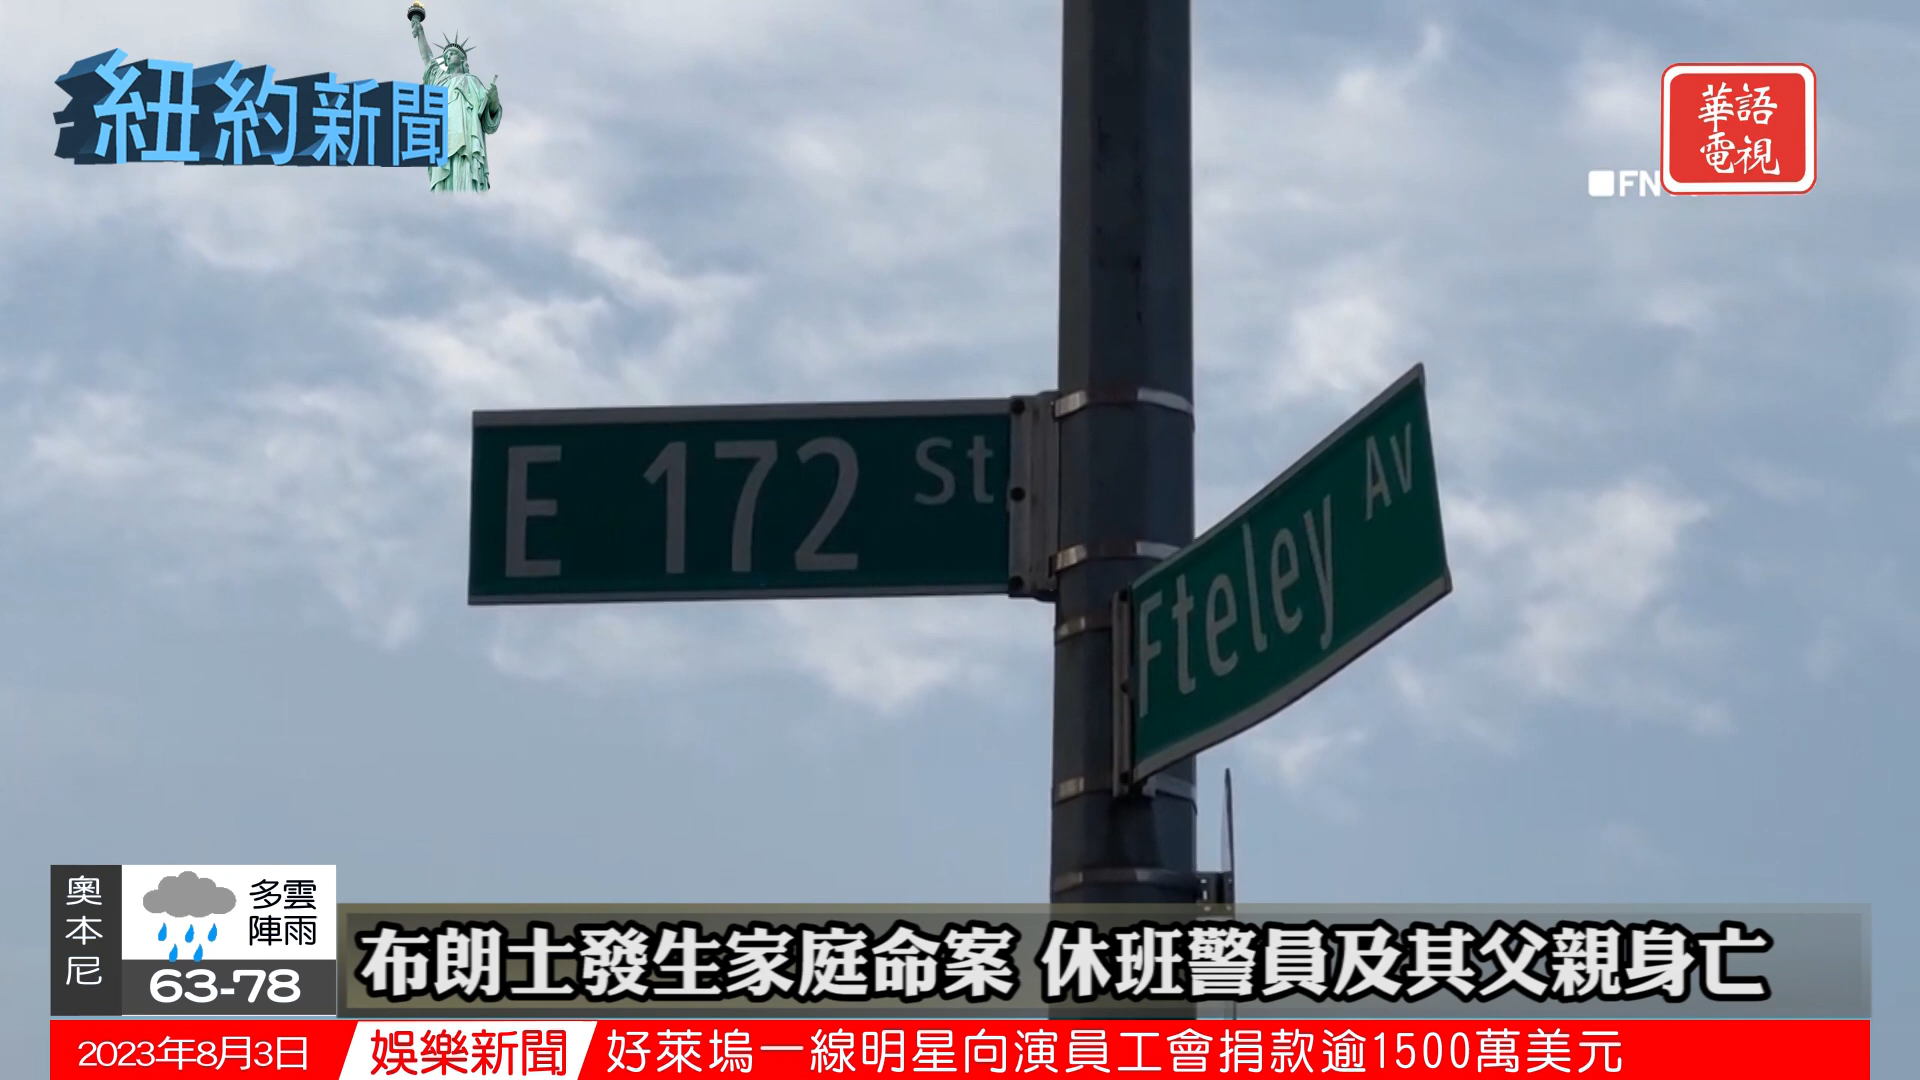 紐約新聞
華語
電視
FN
E 172 St
Fteley Av
奧本尼
多雲
陣雨
63-78
布朗士發生家庭命案 休班警員及其父親身亡
2023年8月3日
娛樂新聞
好萊塢一線明星向演員工會捐款逾1500萬美元